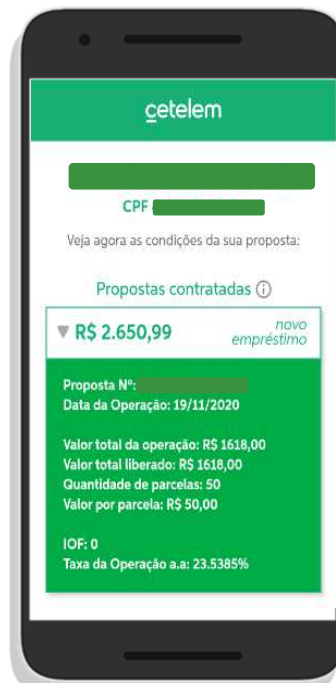 cetelem
CPF
Veja agora as condições da sua proposta:
Propostas contratadas
R$ 2.650,99
novo
empréstimo
Proposta Nº:
Data da Operação: 19/11/2020
Valor total da operação: R$ 1618,00
Valor total liberado: R$ 1618,00
Quantidade de parcelas: 50
Valor por parcela: R$ 50,00
IOF: 0
Taxa da Operação a.a: 23.5385%